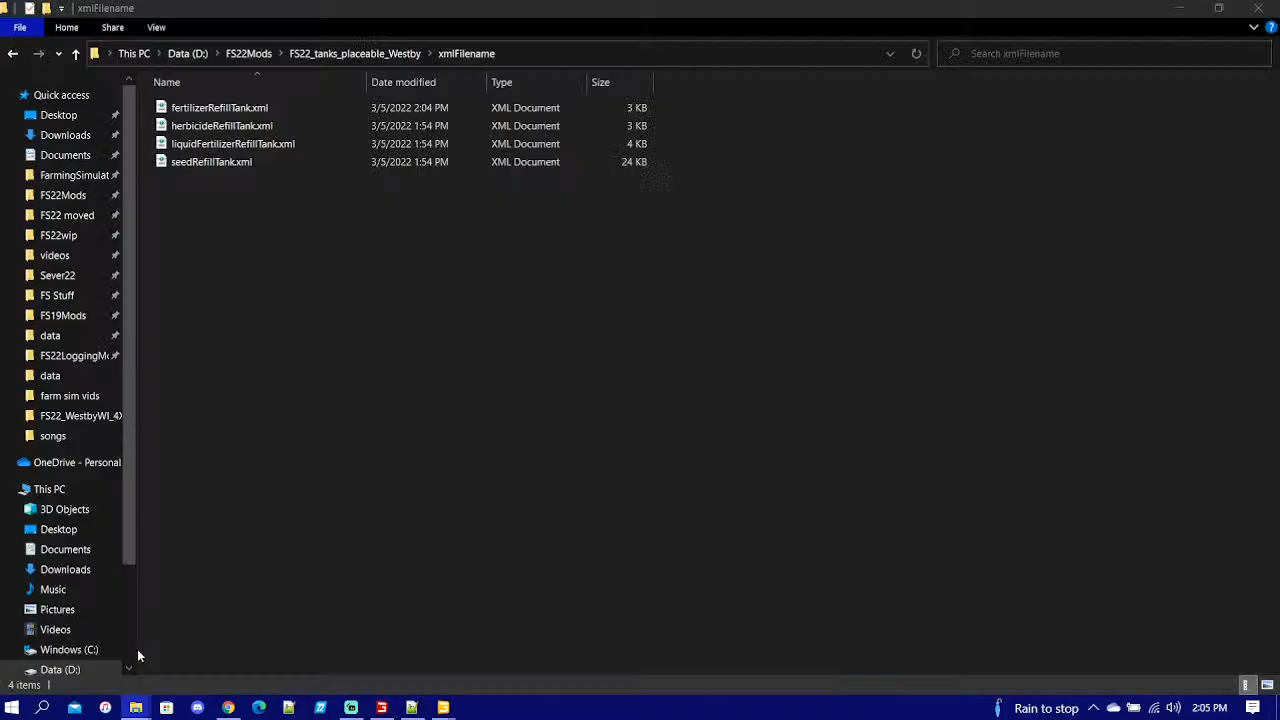 xmlFilename
File Home Share View
This PC Data (D:) FS22Mods FS22_tanks_placeable_Westby xmlFilename Search xmlFilename
Name Date modified Type Size
fertilizerRefillTank.xml 3/5/2022 2:04 PM XML Document 3 KB
herbicideRefillTank.xml 3/5/2022 1:54 PM XML Document 3 KB
liquidFertilizerRefillTank.xml 3/5/2022 1:54 PM XML Document 4 KB
seedRefillTank.xml 3/5/2022 1:54 PM XML Document 24 KB
Quick access
Desktop
Downloads
Documents
FarmingSimulat
FS22Mods
FS22 moved
FS22wip
videos
Sever22
FS Stuff
FS19Mods
data
FS22LoggingMo
data
farm sim vids
FS22_WestbyWI_4X
songs
OneDrive - Personal
This PC
3D Objects
Desktop
Documents
Downloads
Music
Pictures
Videos
Windows (C:)
Data (D:)
4 items
Rain to stop 2:05 PM